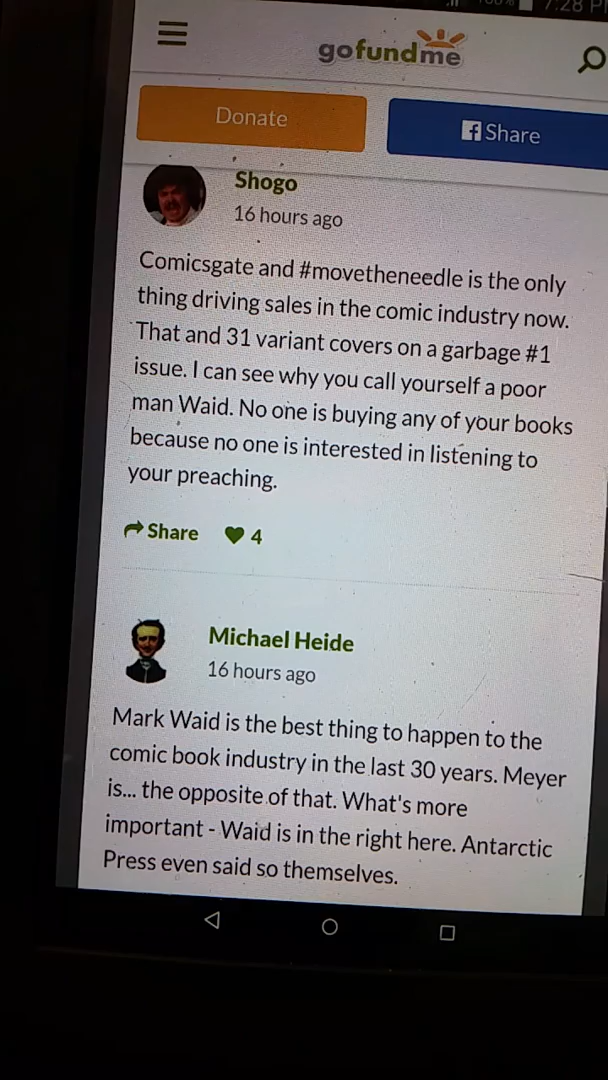 7:28 P
gofundme
Donate
Share
Shogo
16 hours ago
Comicsgate and #movetheneedle is the only
thing driving sales in the comic industry now.
That and 31 variant covers on a garbage #1
issue. I can see why you call yourself a poor
man Waid. No one is buying any of your books
because no one is interested in listening to
your preaching.
Share 4
Michael Heide
16 hours ago
Mark Waid is the best thing to happen to the
comic book industry in the last 30 years. Meyer
is... the opposite of that. What's more
important - Waid is in the right here. Antarctic
Press even said so themselves.